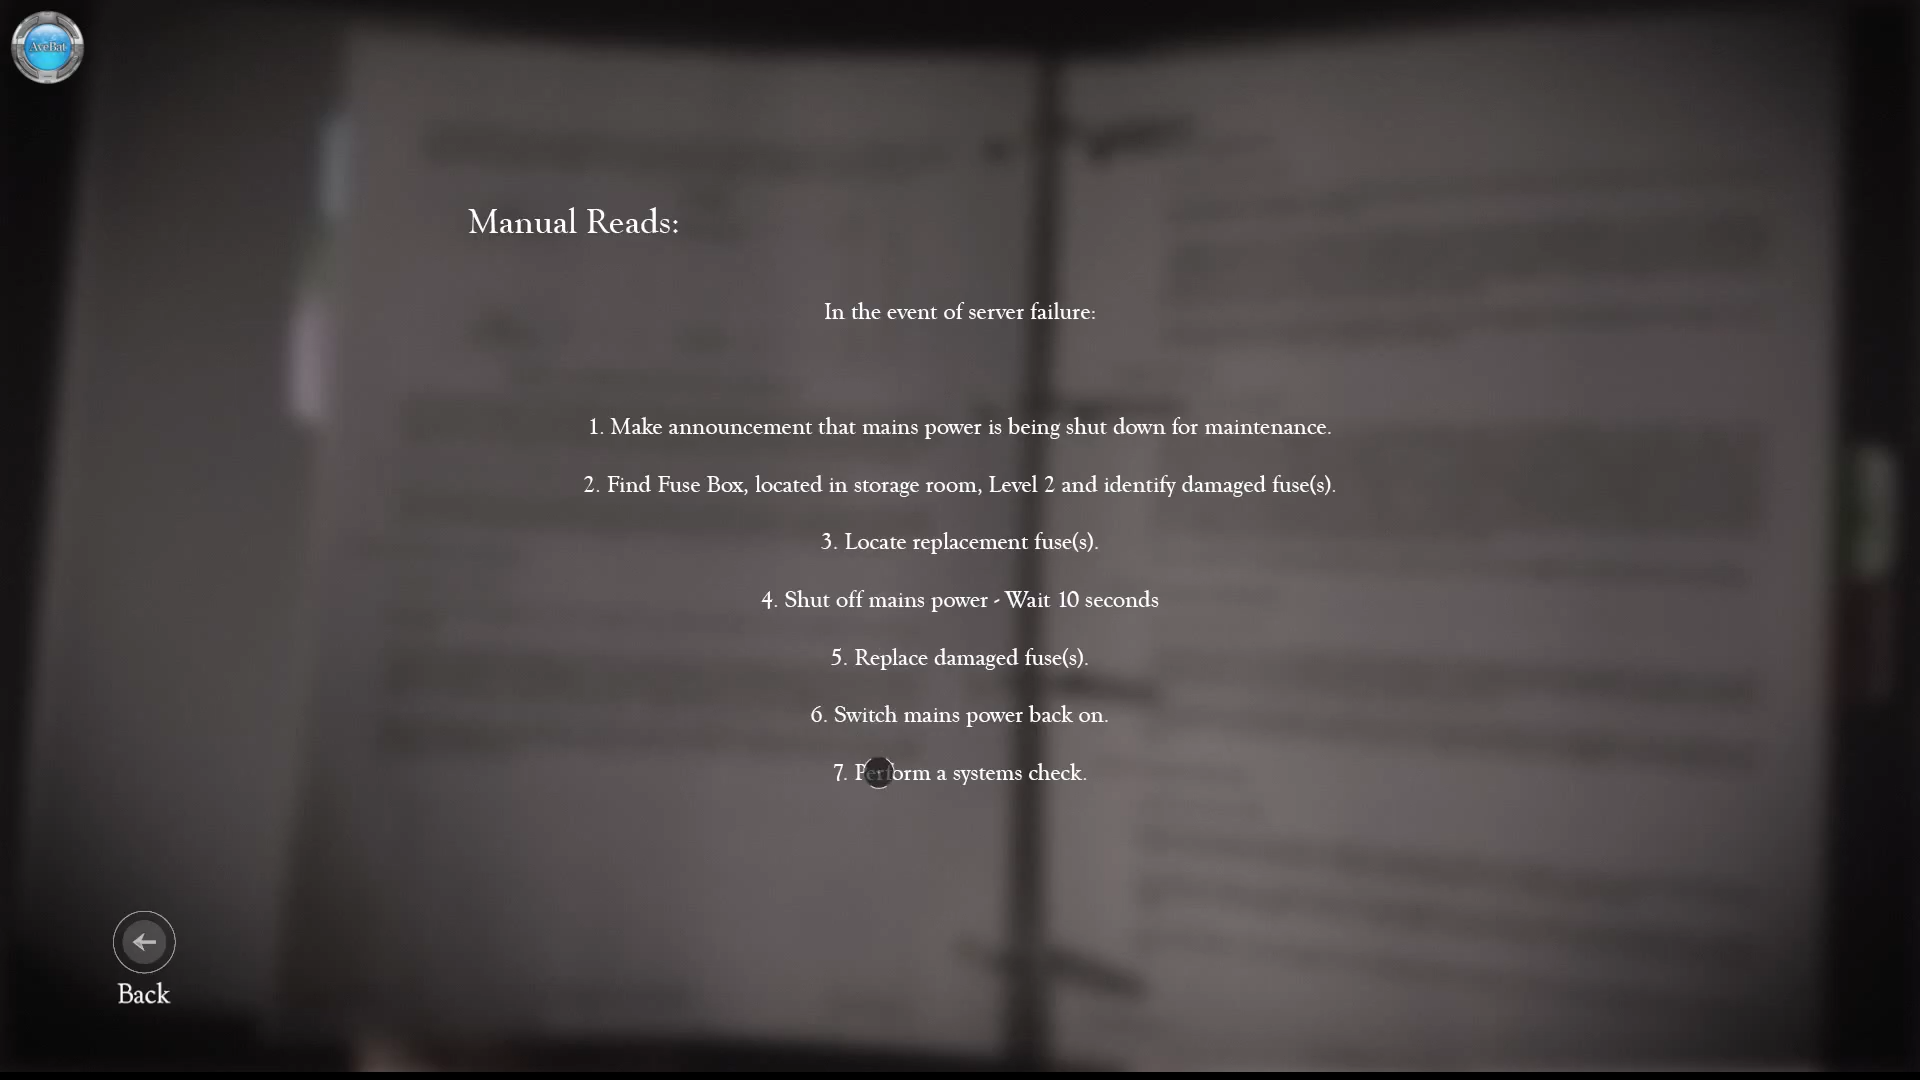 AveBat
Manual Reads:
In the event of server failure:
1. Make announcement that mains power is being shut down for maintenance.
2. Find Fuse Box, located in storage room, Level 2 and identify damaged fuse(s).
3. Locate replacement fuse(s).
4. Shut off mains power - Wait 10 seconds
5. Replace damaged fuse(s).
6. Switch mains power back on.
7. Perform a systems check.
Back